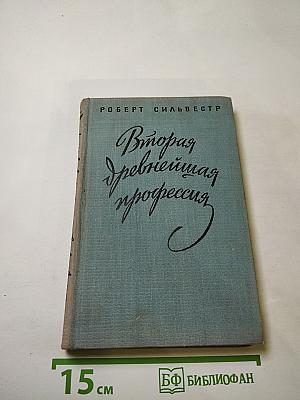 РОБЕРТ СИЛЬВЕСТР
Вторая
древнейшая
профессия
15 см
БФ БИБЛИОФАН